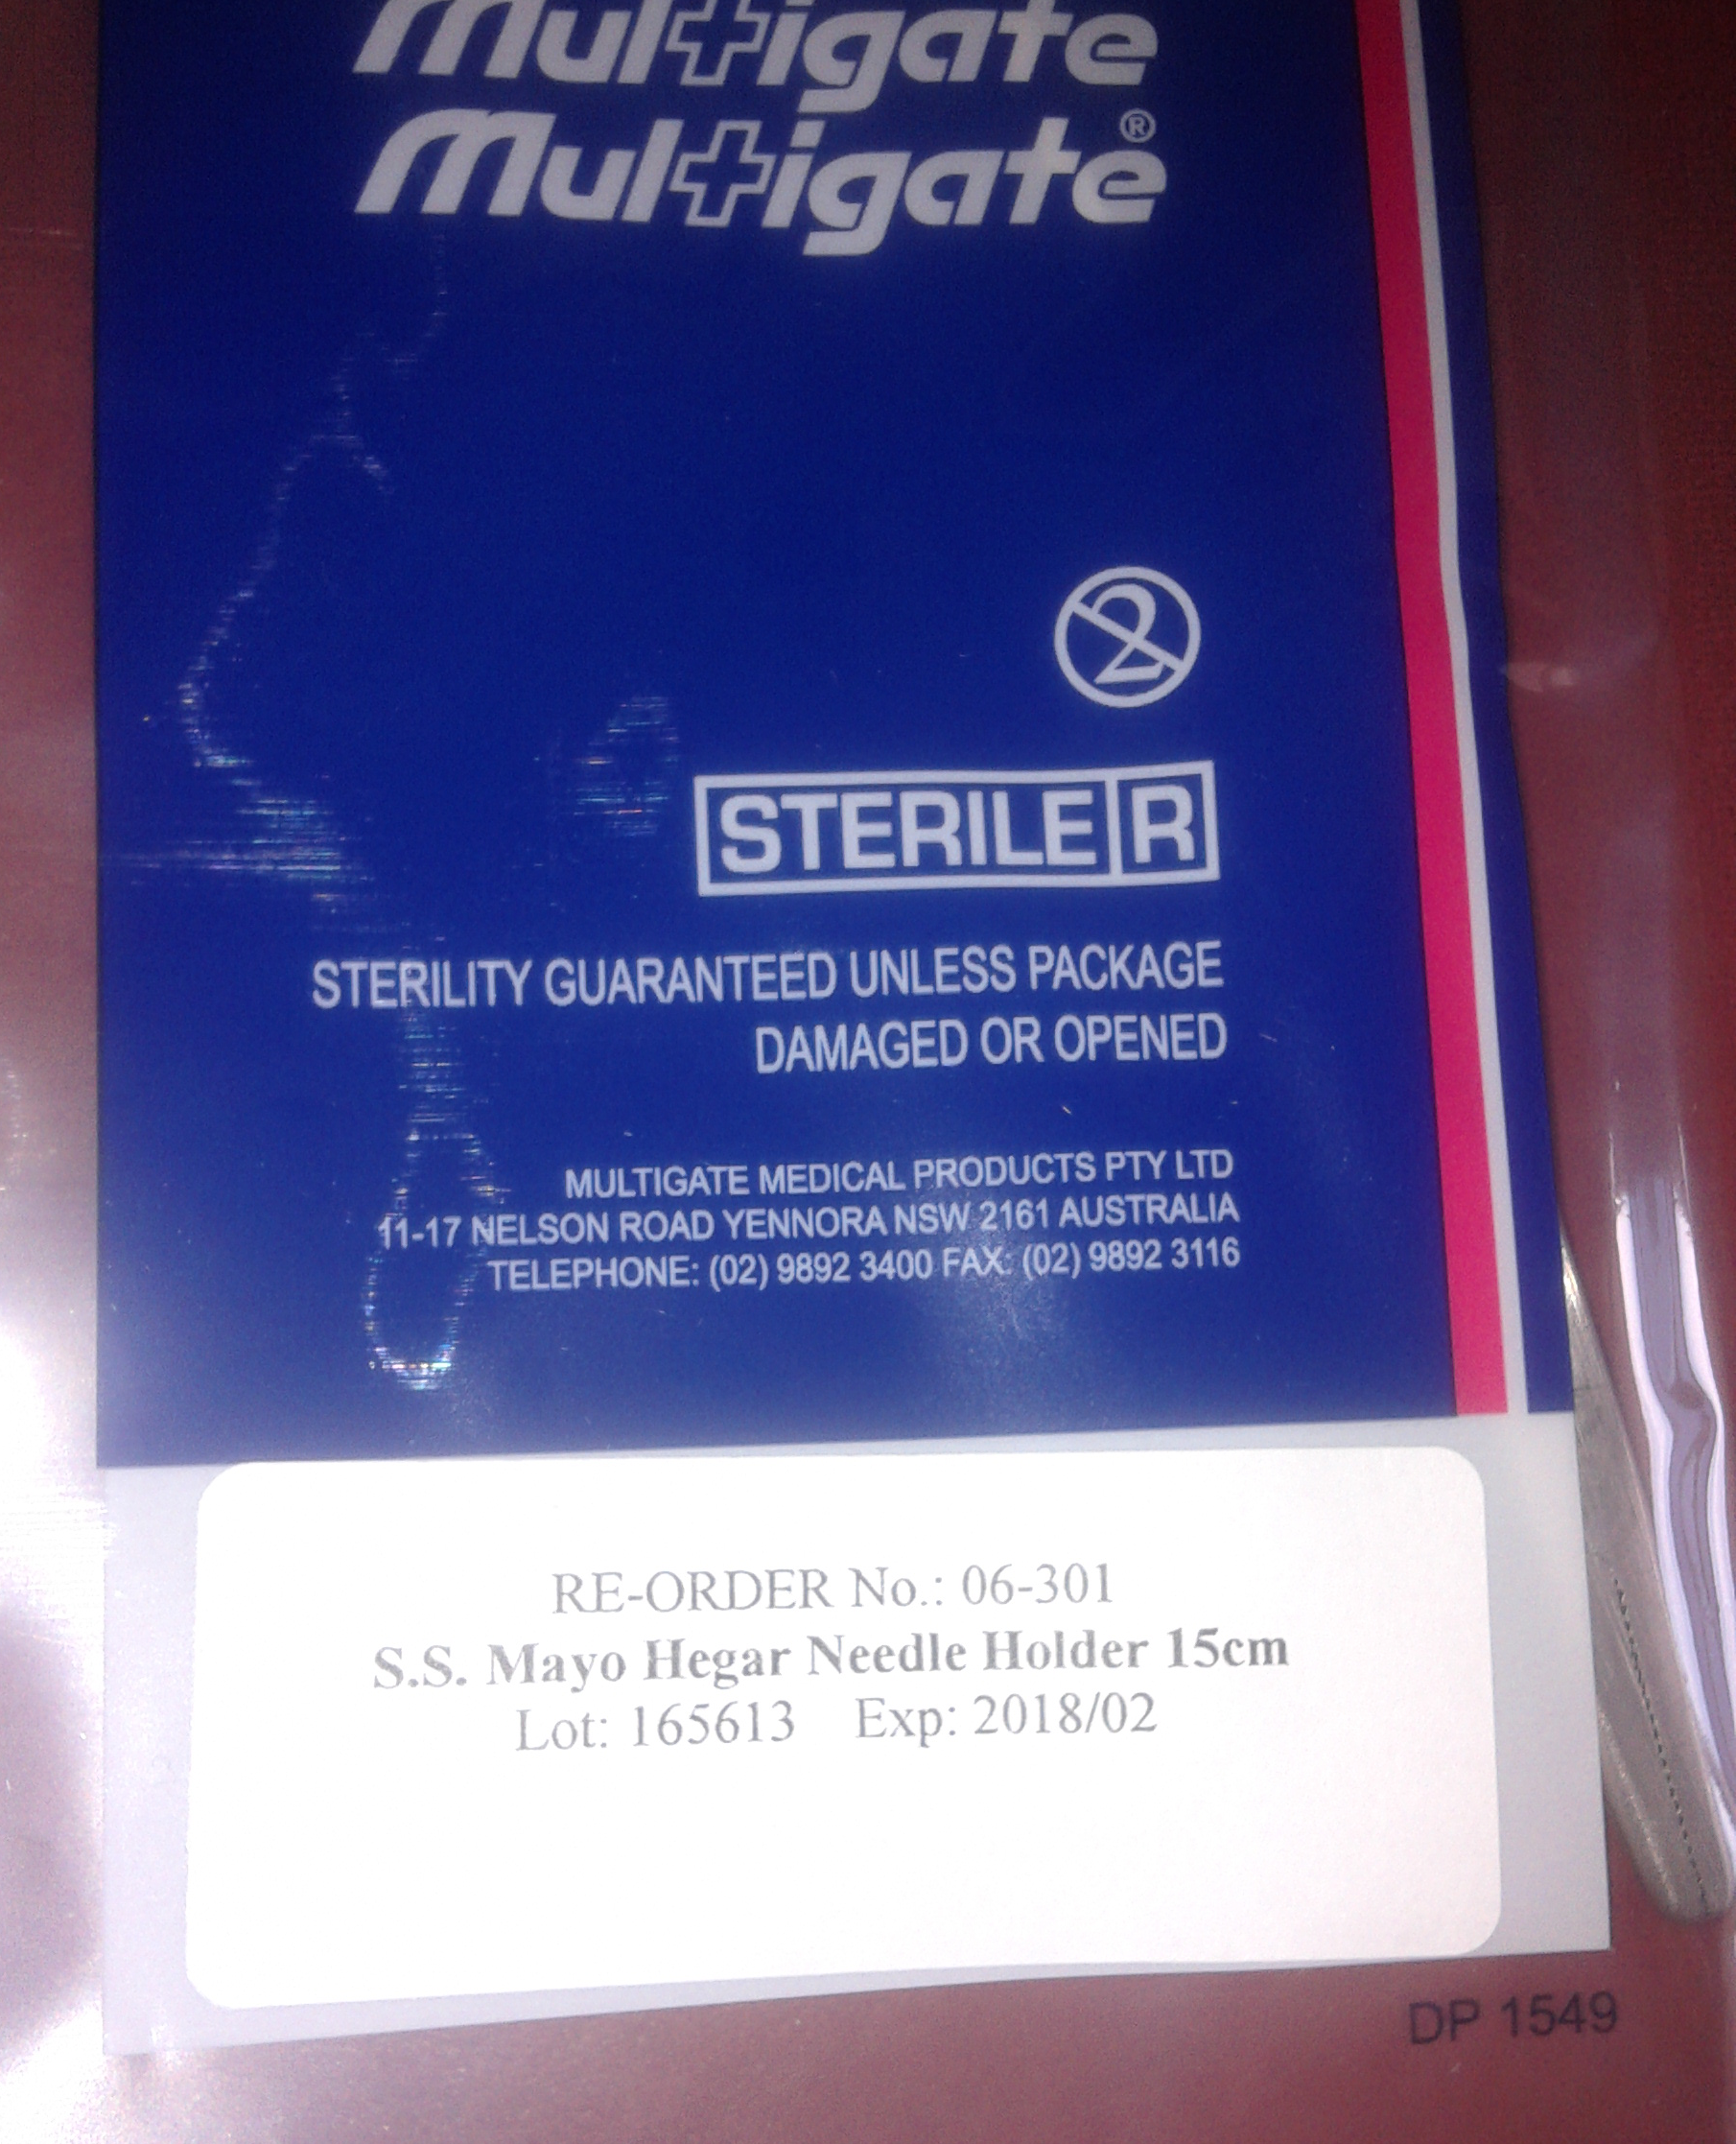 Multigate
Multigate®
2
STERILE R
STERILITY GUARANTEED UNLESS PACKAGE
DAMAGED OR OPENED
MULTIGATE MEDICAL PRODUCTS PTY LTD
11-17 NELSON ROAD YENNORA NSW 2161 AUSTRALIA
TELEPHONE: (02) 9892 3400 FAX: (02) 9892 3116
RE-ORDER No.: 06-301
S.S. Mayo Hegar Needle Holder 15cm
Lot: 165613 Exp: 2018/02
DP 1549